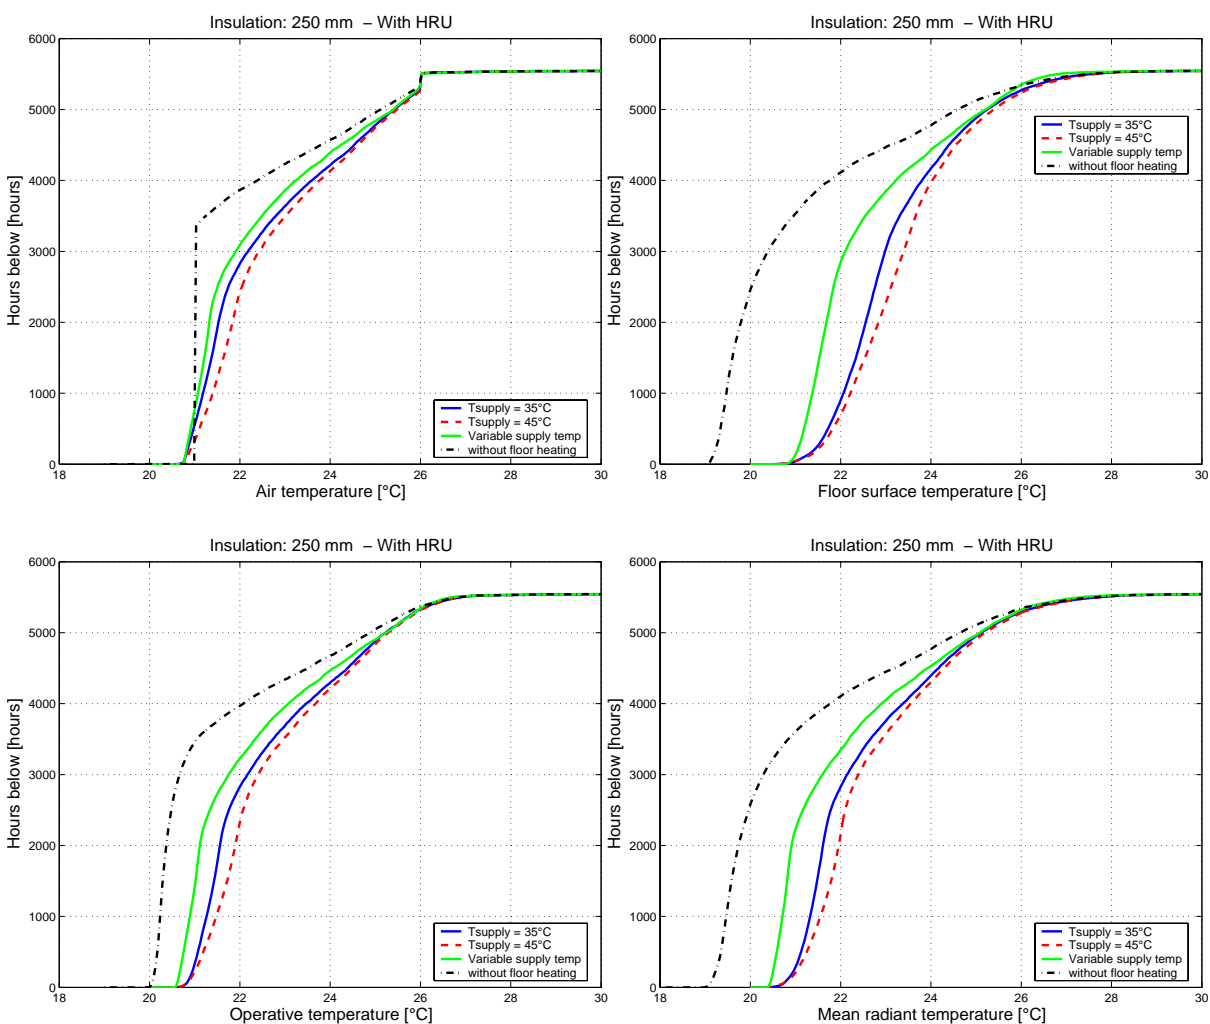 Insulation: 250 mm – With HRU
6000
5000
4000
3000
2000
1000
0
Hours below [hours]
Tsupply = 35°C
Tsupply = 45°C
Variable supply temp
without floor heating
18 20 22 24 26 28 30
Air temperature [°C]
Insulation: 250 mm – With HRU
6000
5000
4000
3000
2000
1000
0
Hours below [hours]
Tsupply = 35°C
Tsupply = 45°C
Variable supply temp
without floor heating
18 20 22 24 26 28 30
Floor surface temperature [°C]
Insulation: 250 mm – With HRU
6000
5000
4000
3000
2000
1000
0
Hours below [hours]
Tsupply = 35°C
Tsupply = 45°C
Variable supply temp
without floor heating
18 20 22 24 26 28 30
Operative temperature [°C]
Insulation: 250 mm – With HRU
6000
5000
4000
3000
2000
1000
0
Hours below [hours]
Tsupply = 35°C
Tsupply = 45°C
Variable supply temp
without floor heating
18 20 22 24 26 28 30
Mean radiant temperature [°C]